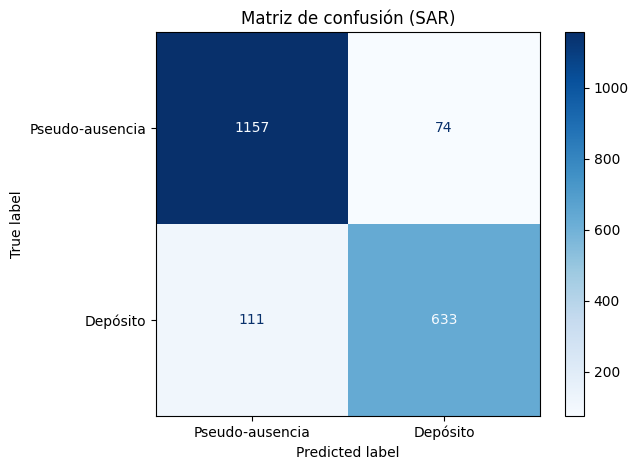 Matriz de confusión (SAR)
True label
Pseudo-ausencia
1157
74
Depósito
111
633
Pseudo-ausencia
Depósito
Predicted label
1000
800
600
400
200